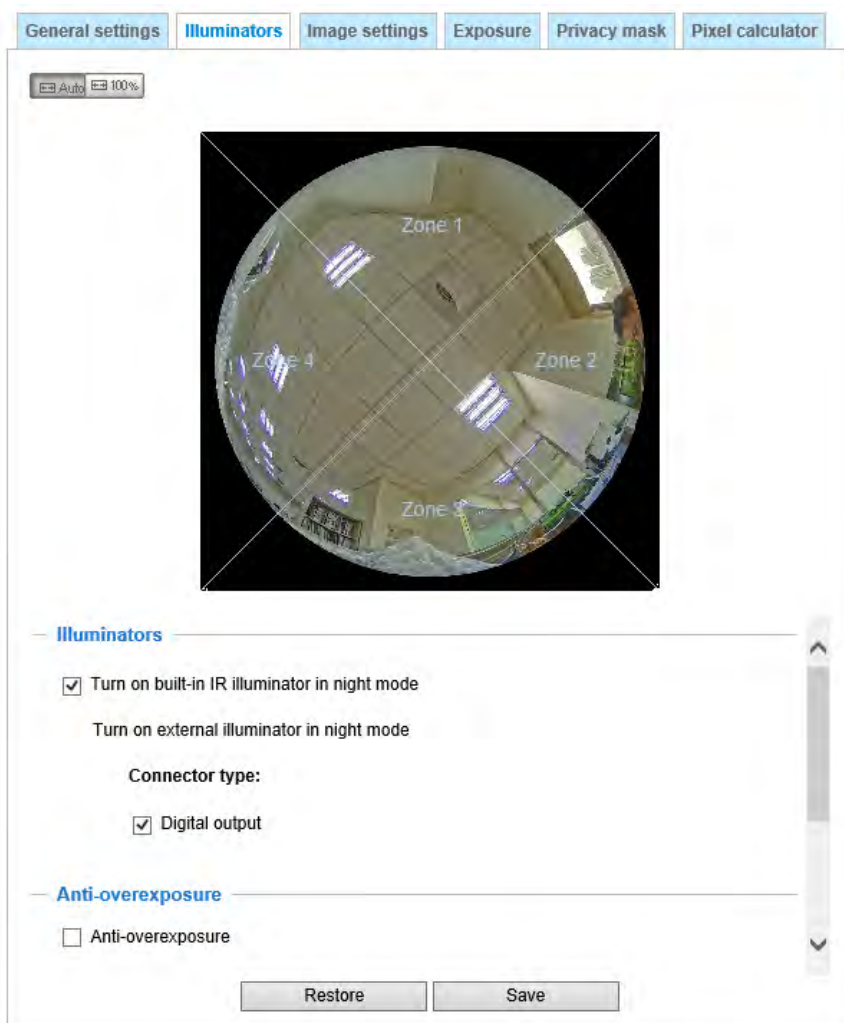 General settings Illuminators Image settings Exposure Privacy mask Pixel calculator
Auto 100%
Zone 1
Zone 4 Zone 2
Zone 3
Illuminators
Turn on built-in IR illuminator in night mode
Turn on external illuminator in night mode
Connector type:
Digital output
Anti-overexposure
Anti-overexposure
Restore Save